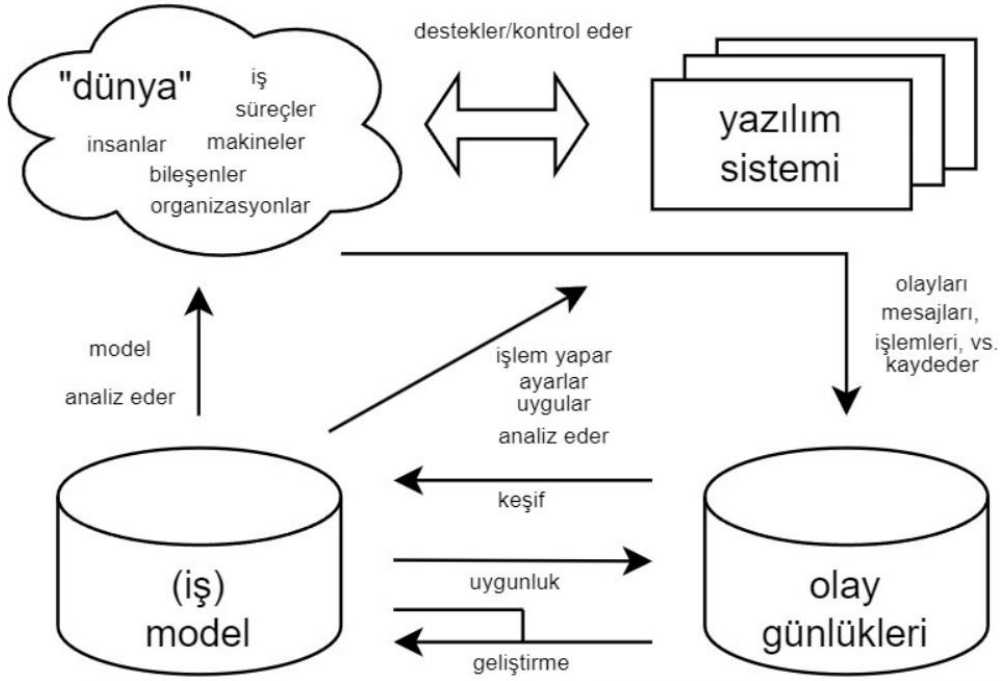 destekler/kontrol eder
"dünya"
iş
süreçler
insanlar
makineler
bileşenler
organizasyonlar
yazılım
sistemi
model
analiz eder
işlem yapar
ayarlar
uygular
analiz eder
olayları
mesajları,
işlemleri, vs.
kaydeder
keşif
uygunluk
geliştirme
(iş)
model
olay
günlükleri